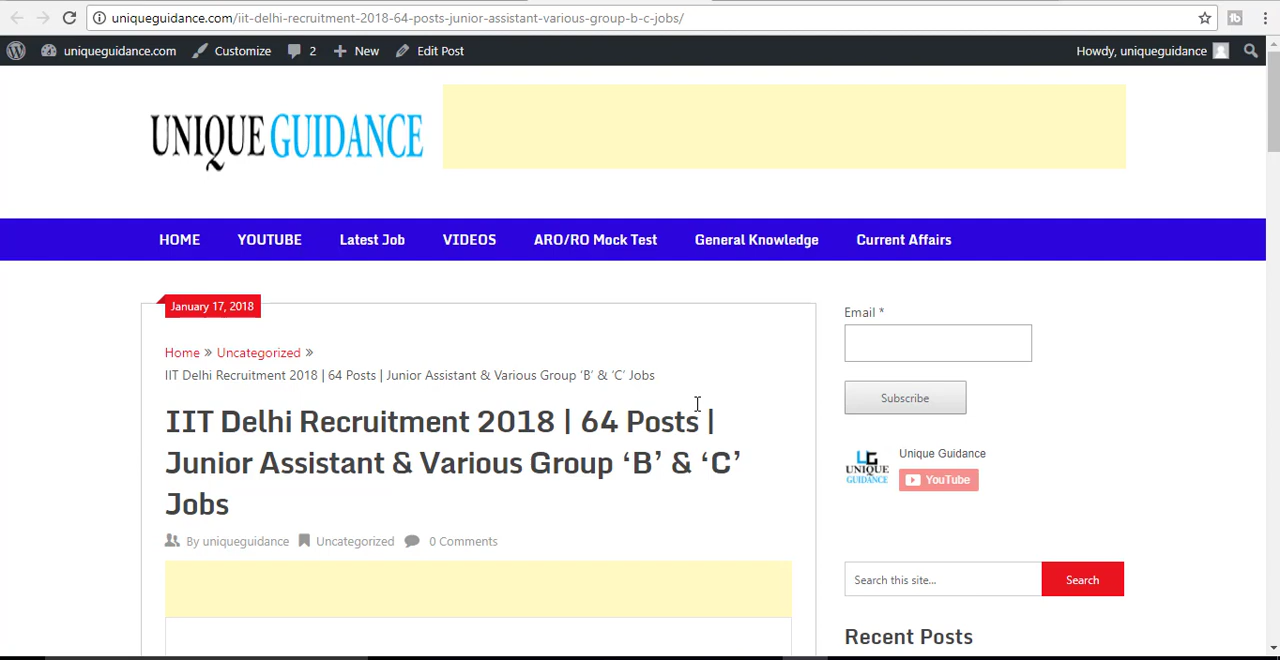 uniqueguidance.com/iit-delhi-recruitment-2018-64-posts-junior-assistant-various-group-b-c-jobs/
uniqueguidance.com Customize 2 New Edit Post Howdy, uniqueguidance
UNIQUE GUIDANCE
HOME YOUTUBE Latest Job VIDEOS ARO/RO Mock Test General Knowledge Current Affairs
January 17, 2018
Home » Uncategorized »
IIT Delhi Recruitment 2018 | 64 Posts | Junior Assistant & Various Group ‘B’ & ‘C’ Jobs
IIT Delhi Recruitment 2018 | 64 Posts |
Junior Assistant & Various Group ‘B’ & ‘C’
Jobs
By uniqueguidance Uncategorized 0 Comments
Email *
Subscribe
UG
UNIQUE
GUIDANCE
Unique Guidance
YouTube
Search this site... Search
Recent Posts